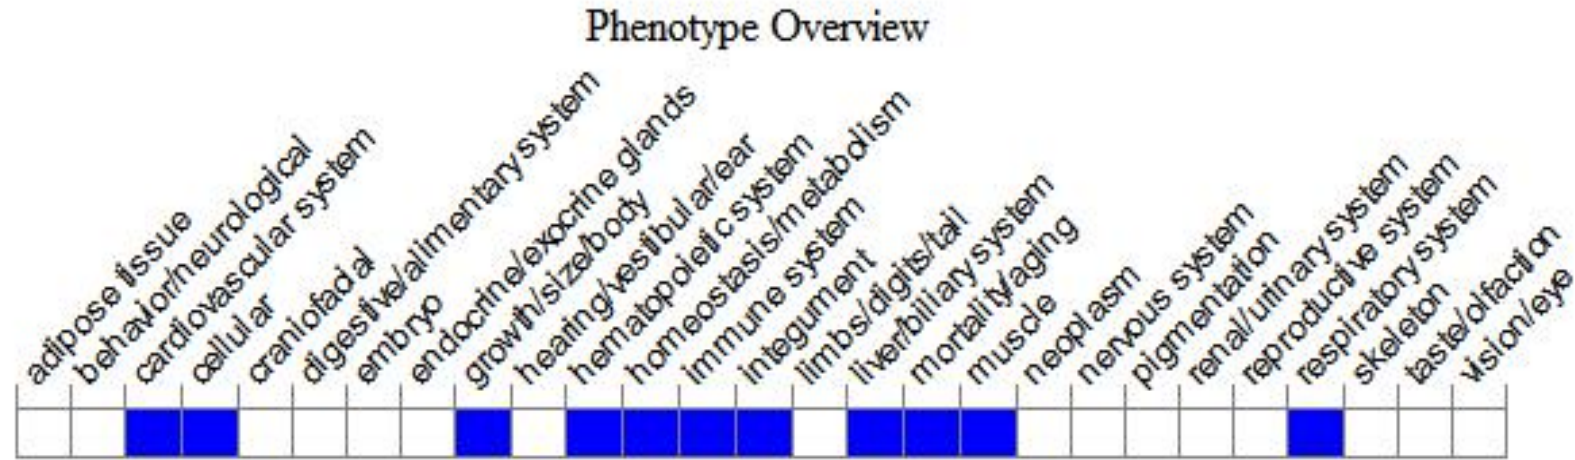 Phenotype Overview
adipose tissue
behavior/neurological
cardiovascular system
cellular
craniofacial
digestive/alimentary system
embryo
endocrine/exocrine glands
growth/size/body
hearing/vestibular/ear
hematopoietic system
homeostasis/metabolism
immune system
integument
limbs/digits/tail
liver/biliary system
mortality/aging
muscle
neoplasm
nervous system
pigmentation
renal/urinary system
reproductive system
respiratory system
skeleton
taste/olfaction
vision/eye